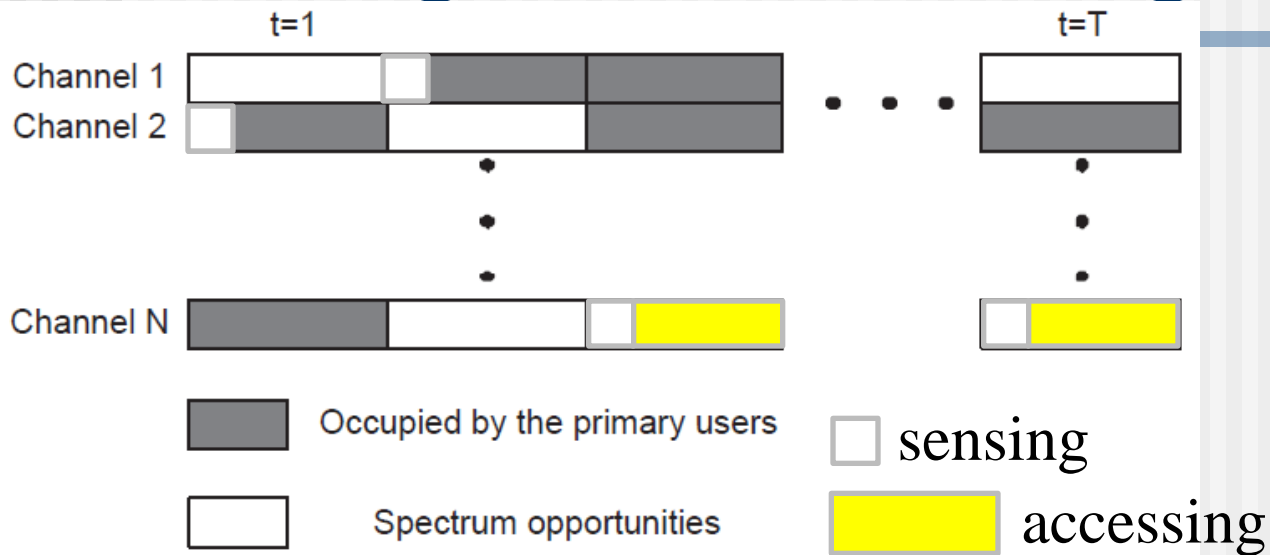 t=1 t=T
Channel 1
Channel 2
Channel N
Occupied by the primary users
sensing
Spectrum opportunities
accessing